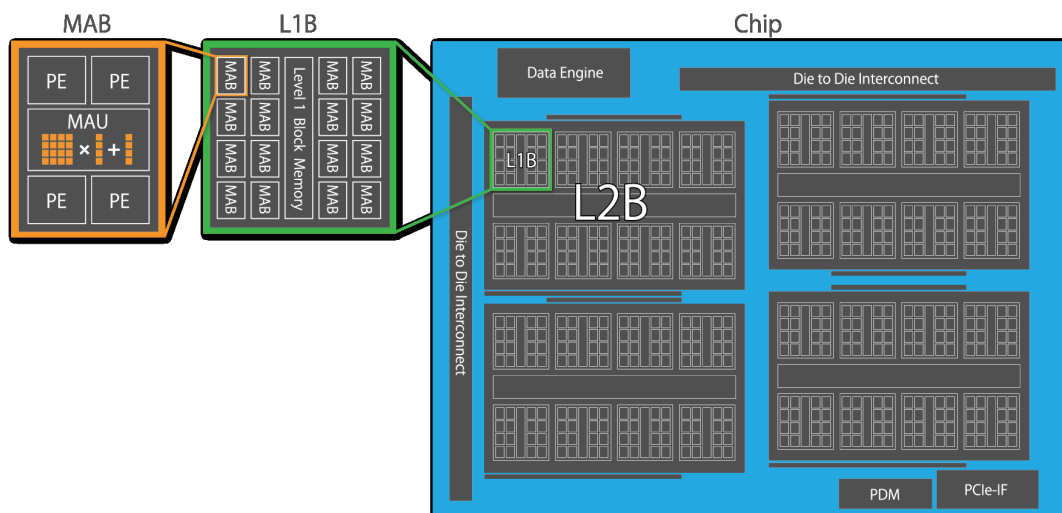 MAB
L1B
Chip
PE PE
MAU
× +
PE PE
MAB MAB MAB MAB
MAB MAB MAB MAB
MAB MAB MAB MAB
MAB MAB MAB MAB
Level 1 Block Memory
Data Engine
Die to Die Interconnect
Die to Die Interconnect
L1B
L2B
PDM
PCIe-IF